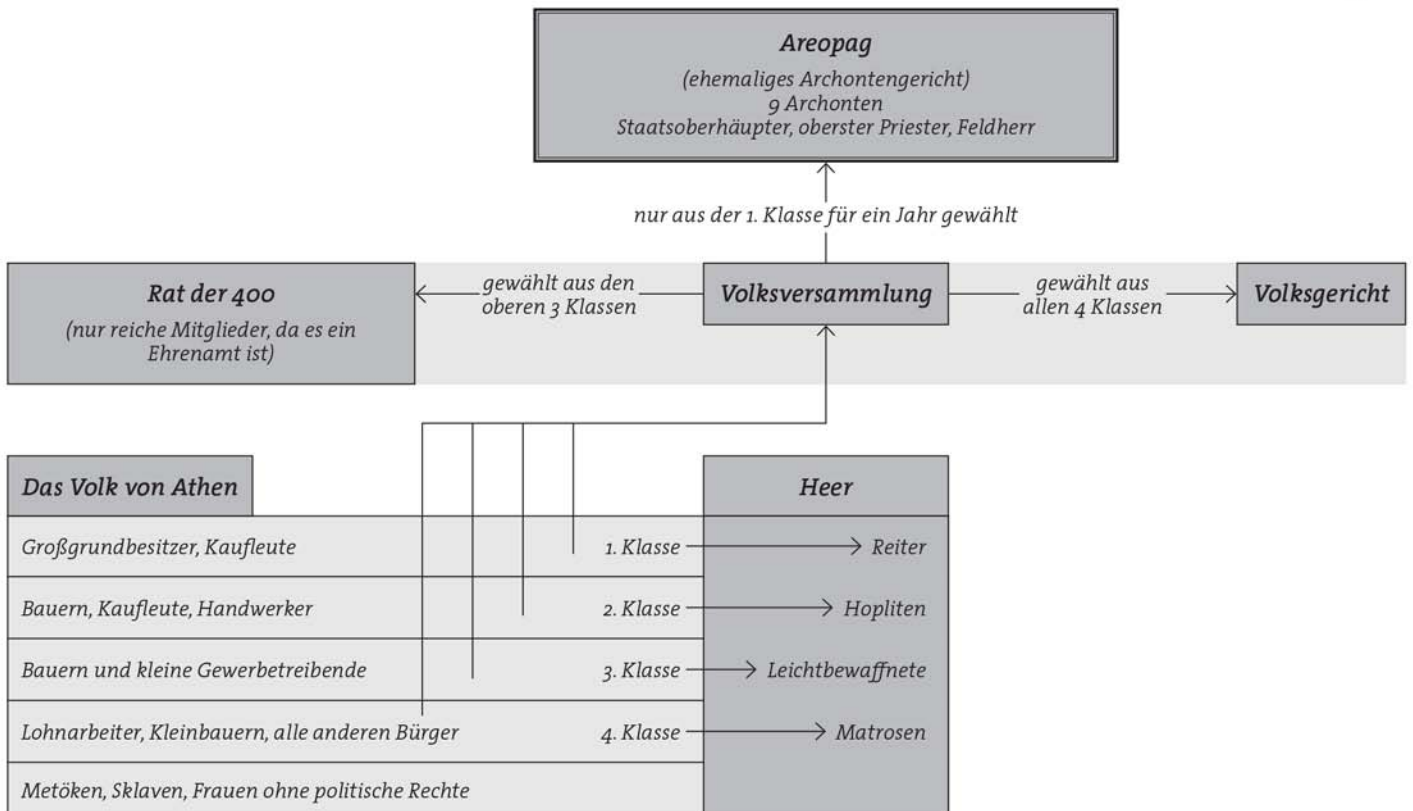 Areopag
(ehemaliges Archontengericht)
9 Archonten
Staatsoberhäupter, oberster Priester, Feldherr
nur aus der 1. Klasse für ein Jahr gewählt
Rat der 400
(nur reiche Mitglieder, da es ein
Ehrenamt ist)
gewählt aus den
oberen 3 Klassen
Volksversammlung
gewählt aus
allen 4 Klassen
Volksgericht
Das Volk von Athen
Heer
Großgrundbesitzer, Kaufleute
1. Klasse
Reiter
Bauern, Kaufleute, Handwerker
2. Klasse
Hopliten
Bauern und kleine Gewerbetreibende
3. Klasse
Leichtbewaffnete
Lohnarbeiter, Kleinbauern, alle anderen Bürger
4. Klasse
Matrosen
Metöken, Sklaven, Frauen ohne politische Rechte